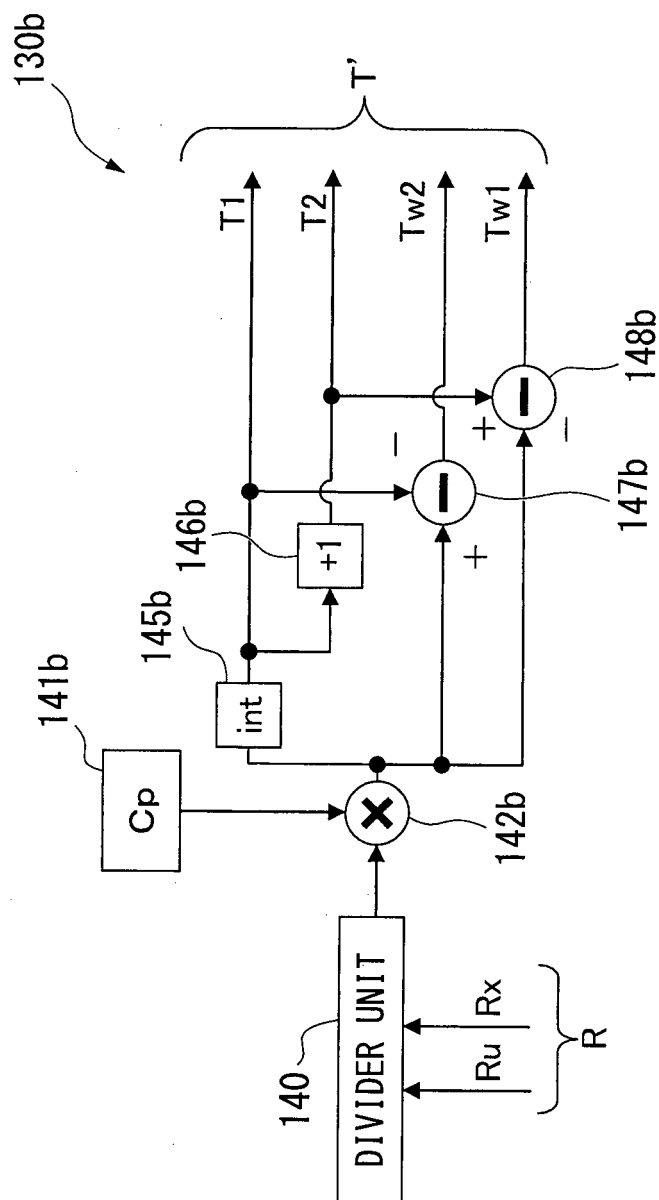 130b
141b
Cp
145b
int
146b
+1
T1
T2
Tw2
Tw1
T'
−
+
+
−
147b
148b
×
142b
140
DIVIDER UNIT
Ru
Rx
R